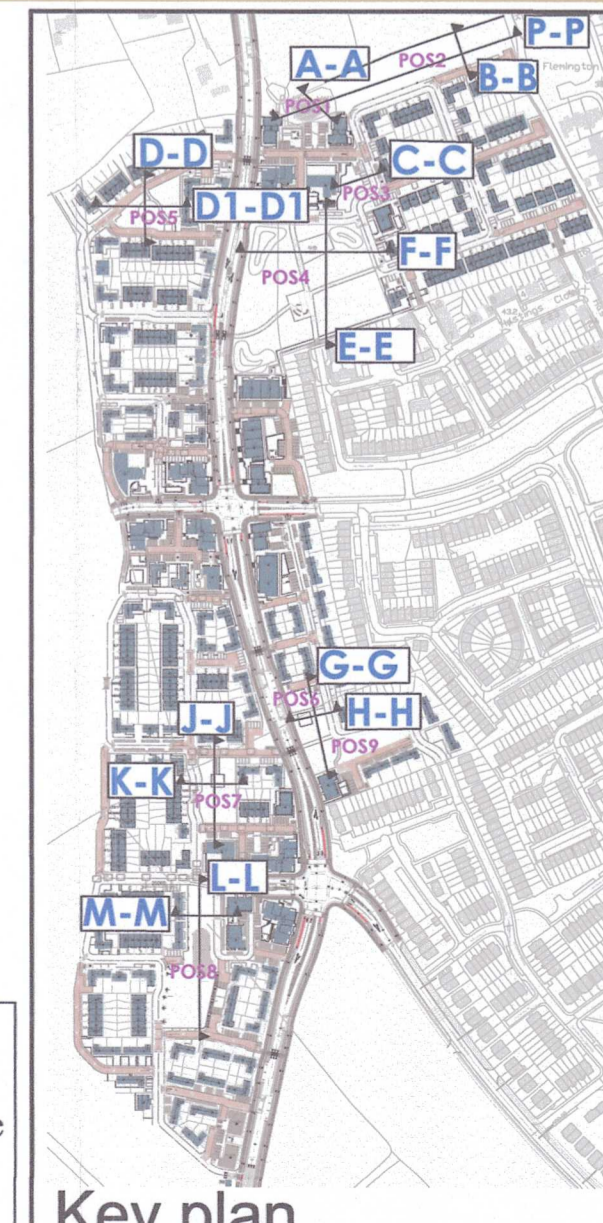 P-P
POS2
A-A
Flemington
B-B
POS1
D-D
C-C
POS3
D1-D1
POS5
F-F
POS4
E-E
G-G
POS6
H-H
J-J
POS9
K-K
POS7
L-L
M-M
POS8
Key plan